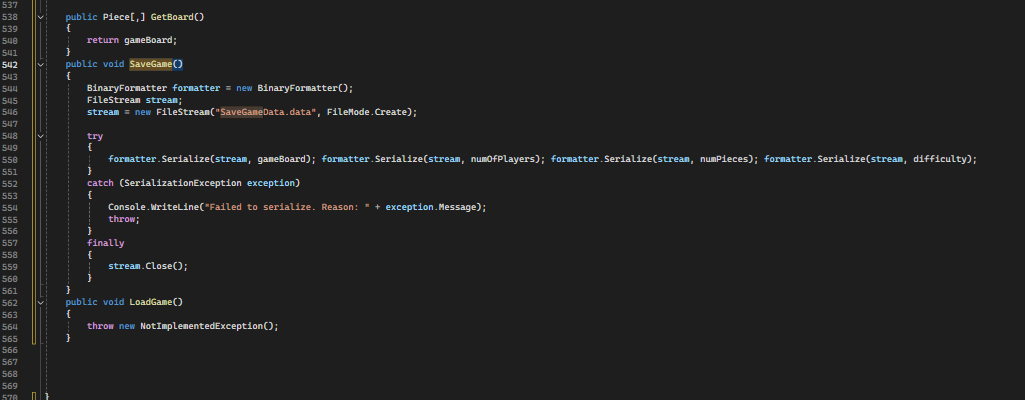 537
538 public Piece[,] GetBoard()
539 {
540 return gameBoard;
541 }
542 public void SaveGame()
543 {
544 BinaryFormatter formatter = new BinaryFormatter();
545 FileStream stream;
546 stream = new FileStream("SaveGameData.data", FileMode.Create);
547
548 try
549 {
550 formatter.Serialize(stream, gameBoard); formatter.Serialize(stream, numOfPlayers); formatter.Serialize(stream, numPieces); formatter.Serialize(stream, difficulty);
551 }
552 catch (SerializationException exception)
553 {
554 Console.WriteLine("Failed to serialize. Reason: " + exception.Message);
555 throw;
556 }
557 finally
558 {
559 stream.Close();
560 }
561 }
562 public void LoadGame()
563 {
564 throw new NotImplementedException();
565 }
566
567
568
569
570 }